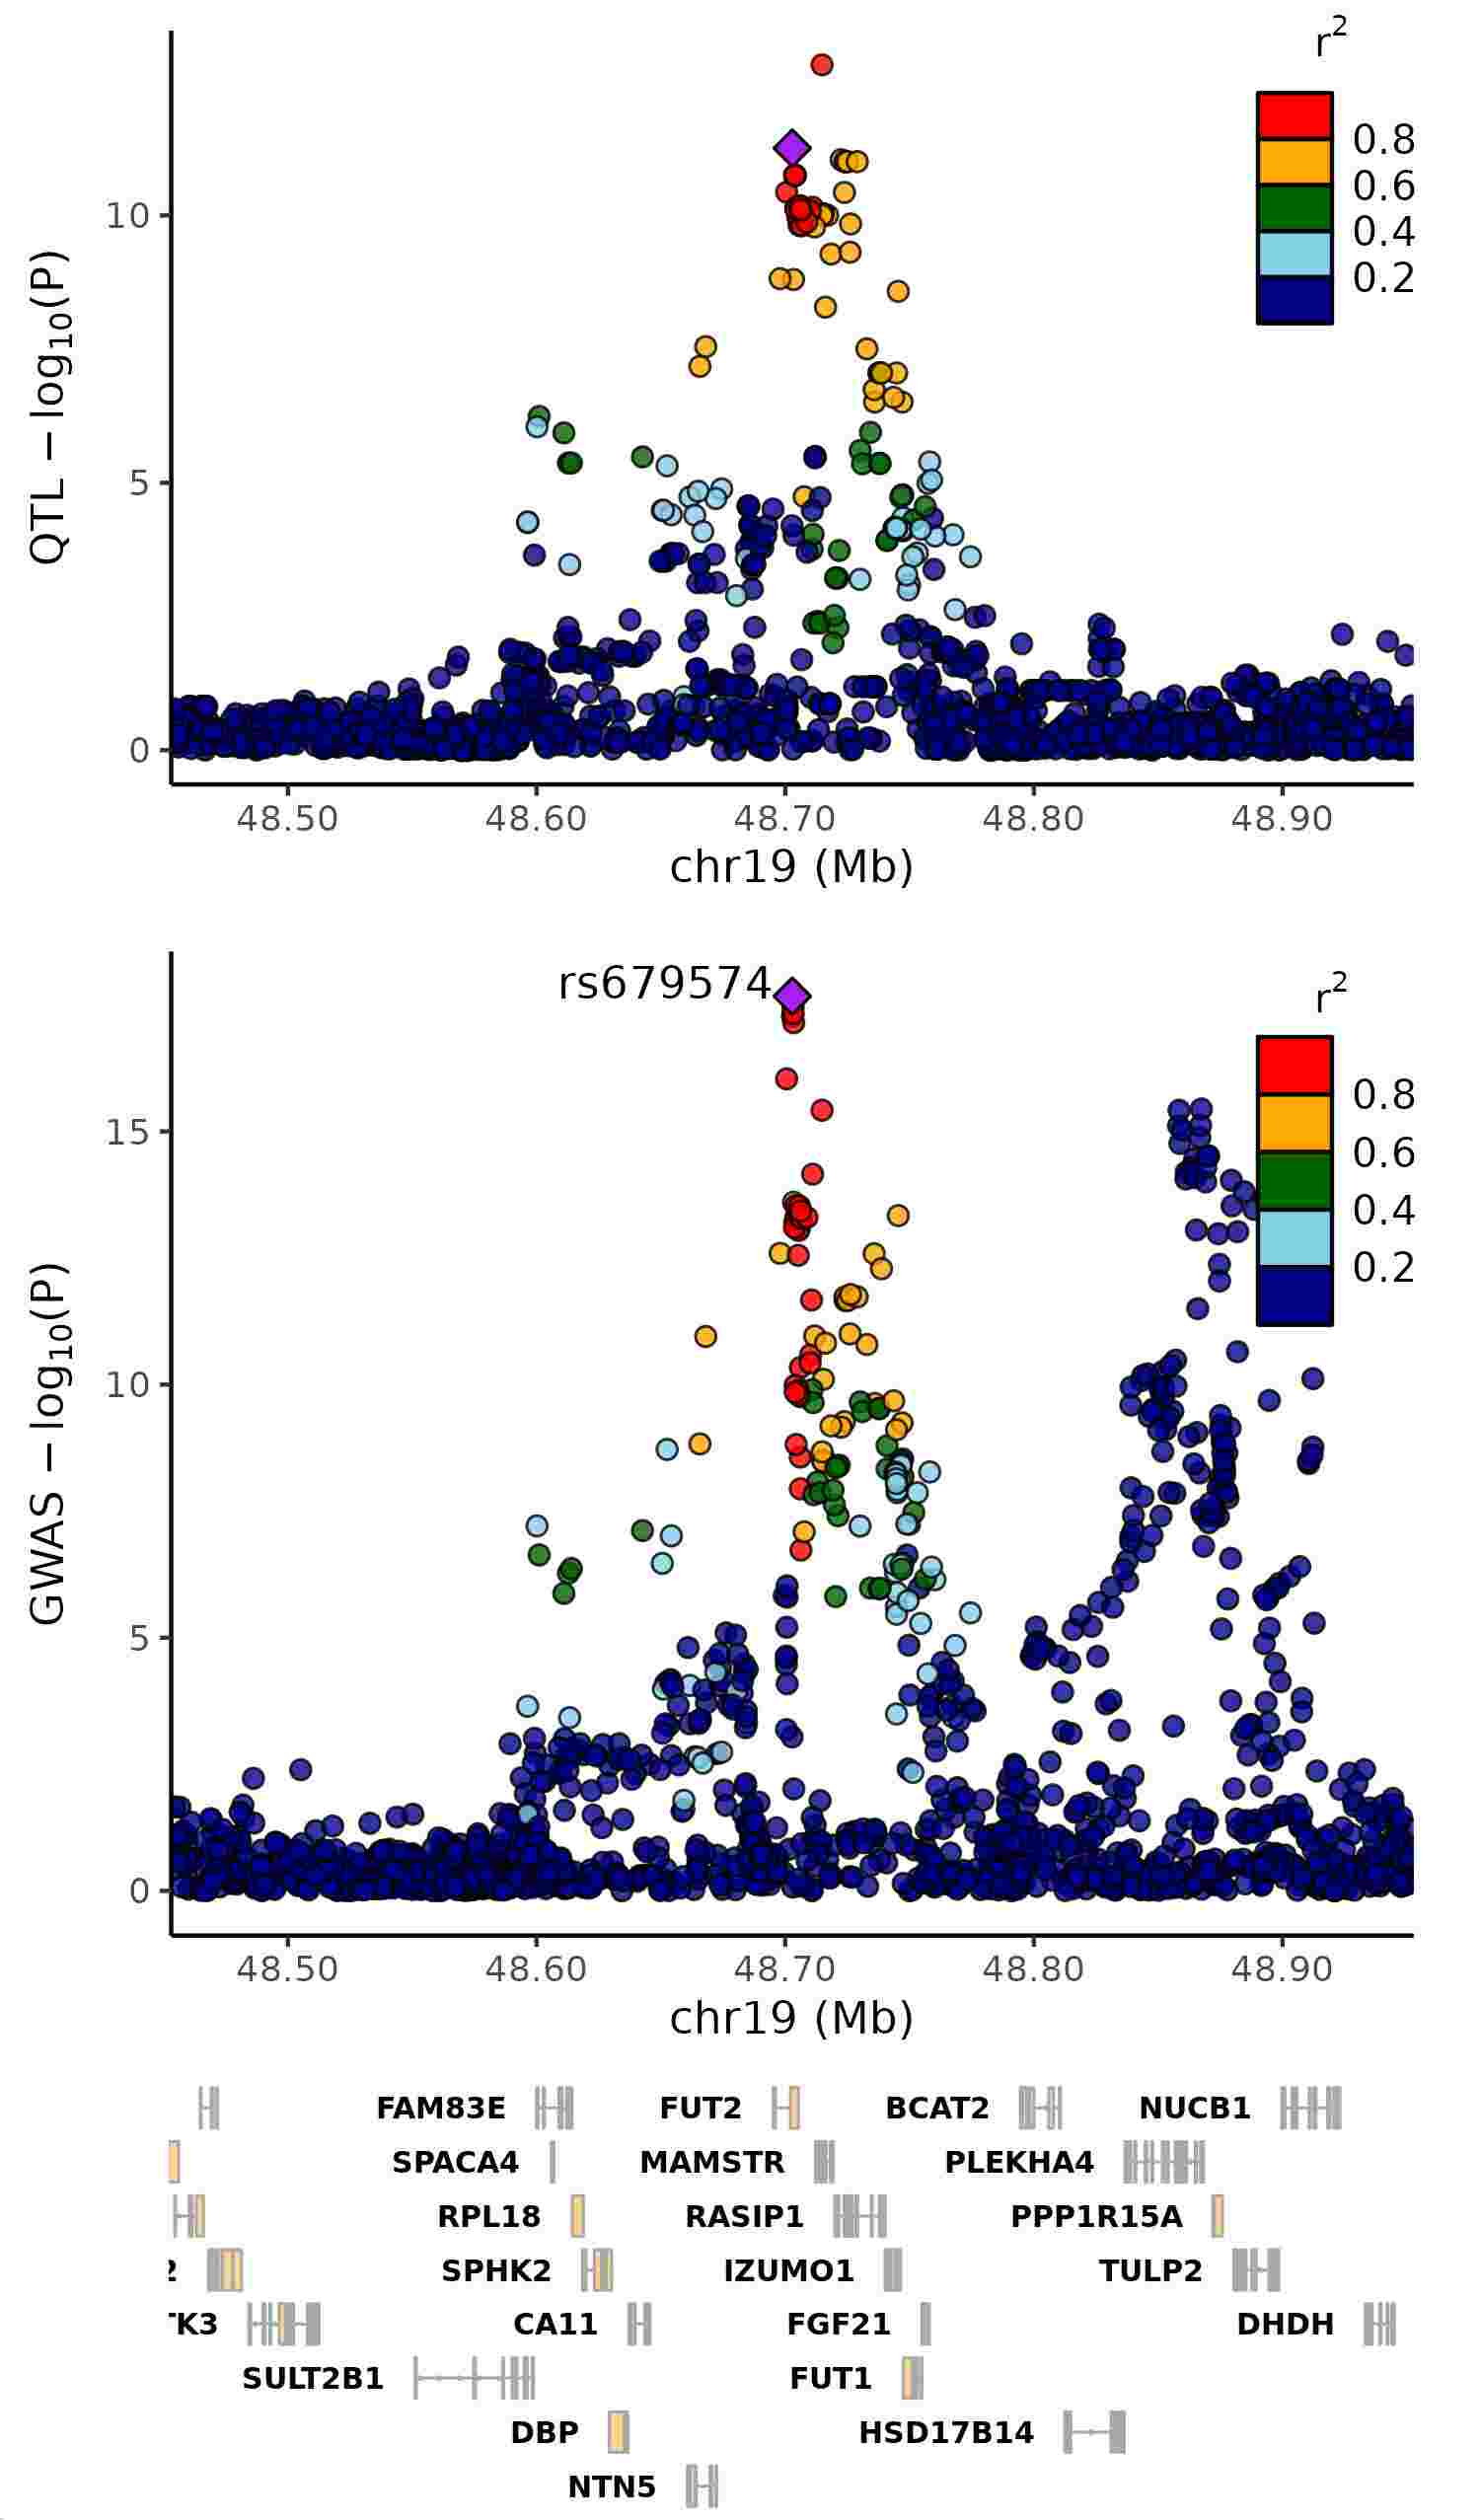 r2
0.8
0.6
0.4
0.2
10
5
0
QTL −log10(P)
48.50 48.60 48.70 48.80 48.90
chr19 (Mb)
rs679574
r2
0.8
0.6
0.4
0.2
15
10
5
0
GWAS −log10(P)
48.50 48.60 48.70 48.80 48.90
chr19 (Mb)
FAM83E FUT2 BCAT2 NUCB1
SPACA4 MAMSTR PLEKHA4
RPL18 RASIP1 PPP1R15A
2 SPHK2 IZUMO1 TULP2
TK3 CA11 FGF21 DHDH
SULT2B1 FUT1
DBP HSD17B14
NTN5